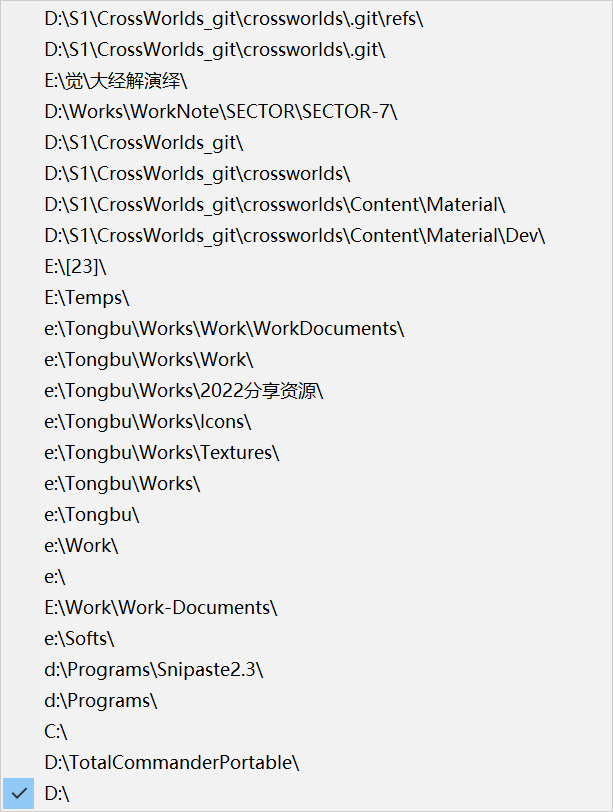 D:\S1\CrossWorlds_git\crossworlds\.git\refs\
D:\S1\CrossWorlds_git\crossworlds\.git\
E:\觉\大经解演绎\
D:\Works\WorkNote\SECTOR\SECTOR-7\
D:\S1\CrossWorlds_git\
D:\S1\CrossWorlds_git\crossworlds\
D:\S1\CrossWorlds_git\crossworlds\Content\Material\
D:\S1\CrossWorlds_git\crossworlds\Content\Material\Dev\
E:\[23]\
E:\Temps\
e:\Tongbu\Works\Work\WorkDocuments\
e:\Tongbu\Works\Work\
e:\Tongbu\Works\2022分享资源\
e:\Tongbu\Works\Icons\
e:\Tongbu\Works\Textures\
e:\Tongbu\Works\
e:\Tongbu\
e:\Work\
e:\
E:\Work\Work-Documents\
e:\Softs\
d:\Programs\Snipaste2.3\
d:\Programs\
C:\
D:\TotalCommanderPortable\
D:\